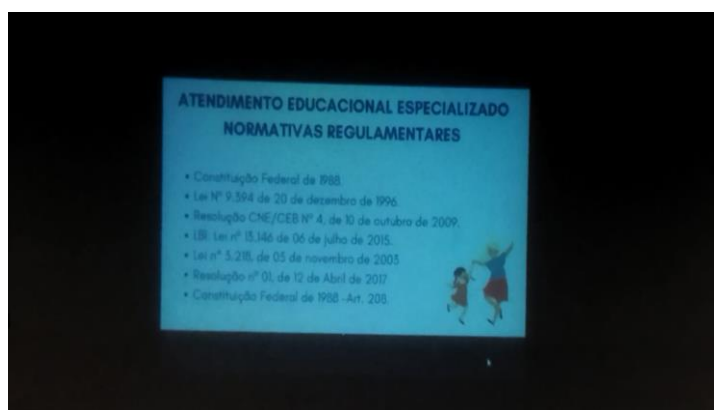 ATENDIMENTO EDUCACIONAL ESPECIALIZADO
NORMATIVAS REGULAMENTARES
• Constituição Federal de 1988.
• Lei Nº 9.394 de 20 de dezembro de 1996.
• Resolução CNE/CEB Nº 4, de 10 de outubro de 2009.
• LBI, Lei nº 13.146 de 06 de julho de 2015.
• Lei nº 5.218, de 03 de novembro de 2003
• Resolução nº 01, de 12 de Abril de 2017
• Constituição Federal de 1988 -Art. 208.